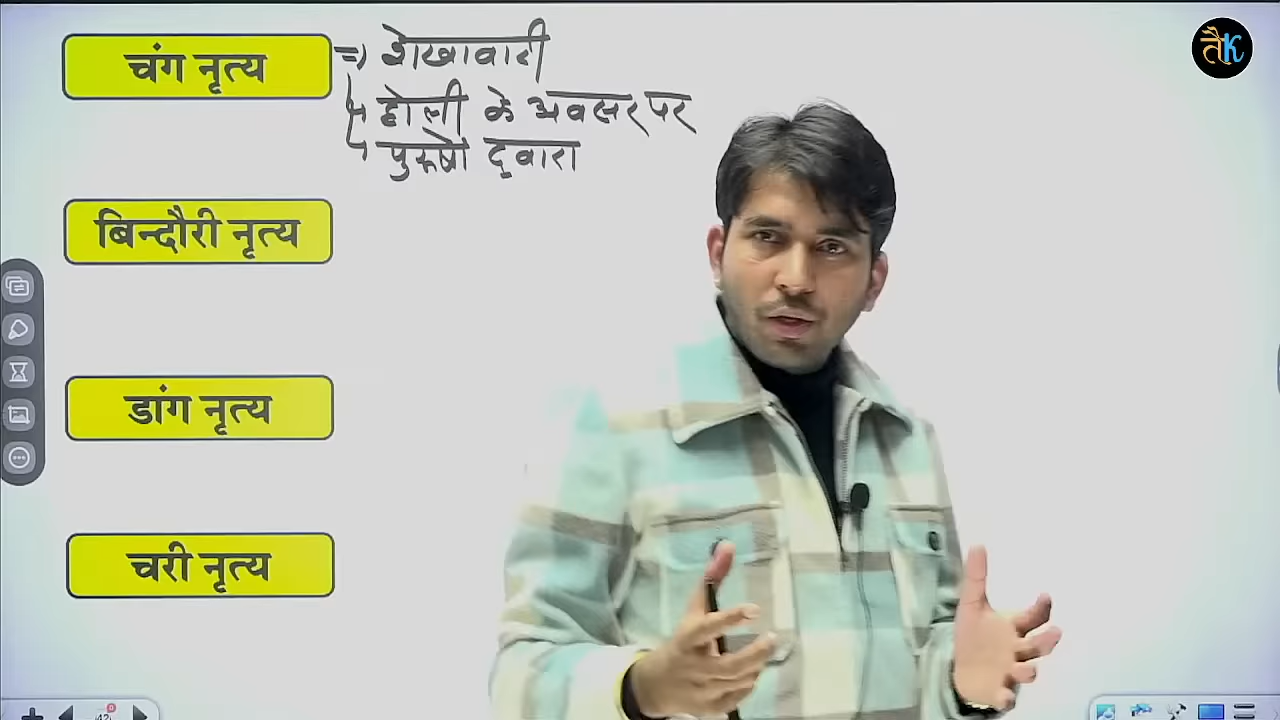 तैK
चंग नृत्य => शेखावाटी
होली के अवसर पर
पुरूषो द्वारा
बिन्दौरी नृत्य
डांग नृत्य
चरी नृत्य